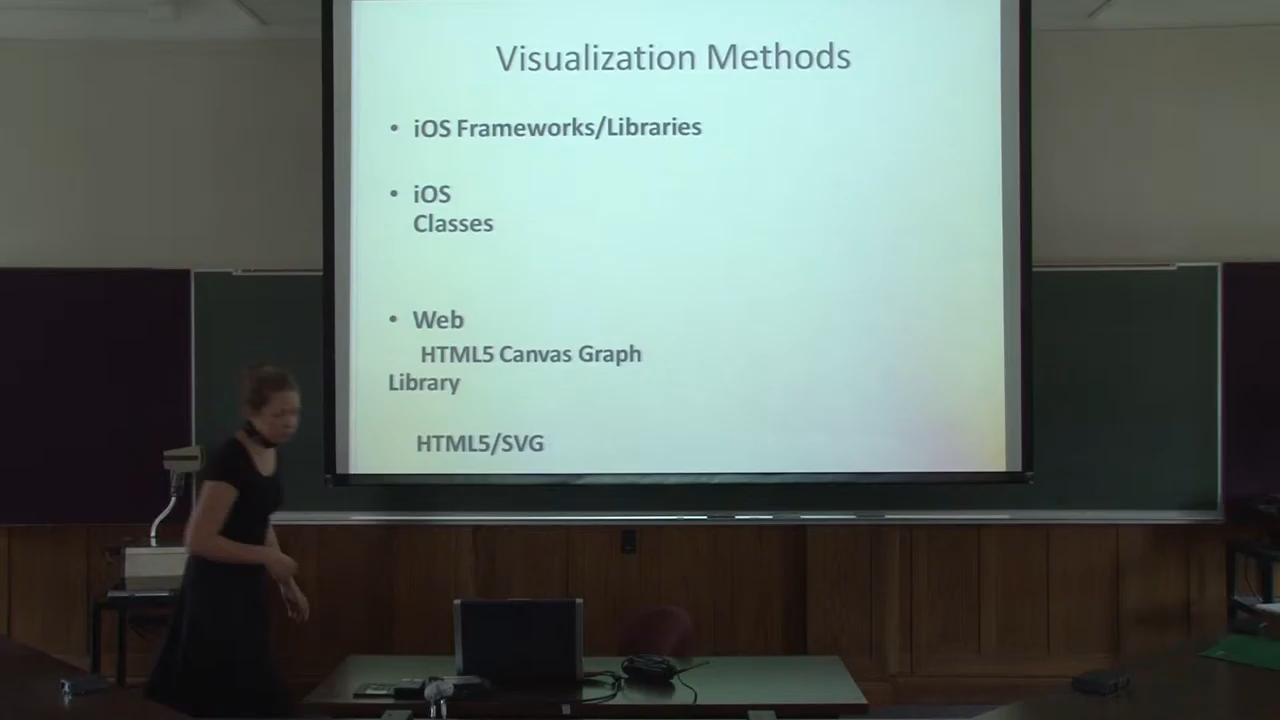 Visualization Methods
• iOS Frameworks/Libraries
• iOS
Classes
• Web
HTML5 Canvas Graph
Library
HTML5/SVG